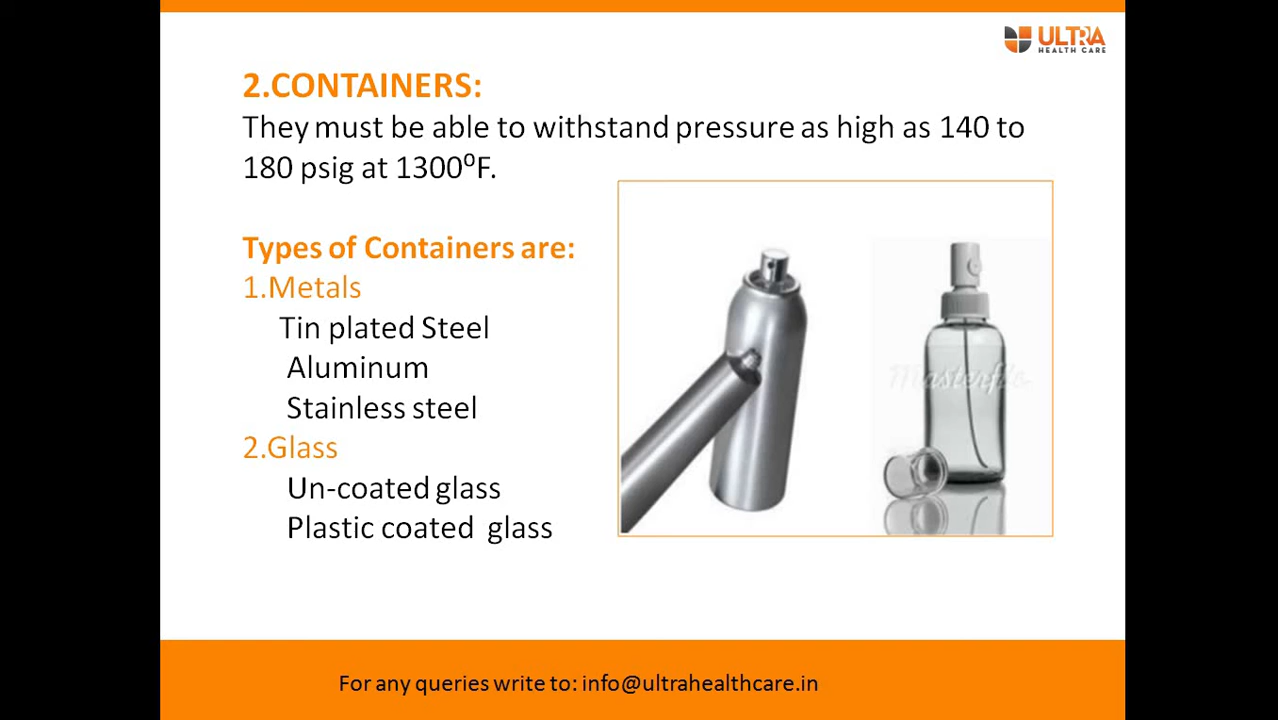 ULTRA
HEALTH CARE
2.CONTAINERS:
They must be able to withstand pressure as high as 140 to
180 psig at 1300⁰F.
Types of Containers are:
1.Metals
Tin plated Steel
Aluminum
Stainless steel
2.Glass
Un-coated glass
Plastic coated glass
Masterfile
For any queries write to: info@ultrahealthcare.in